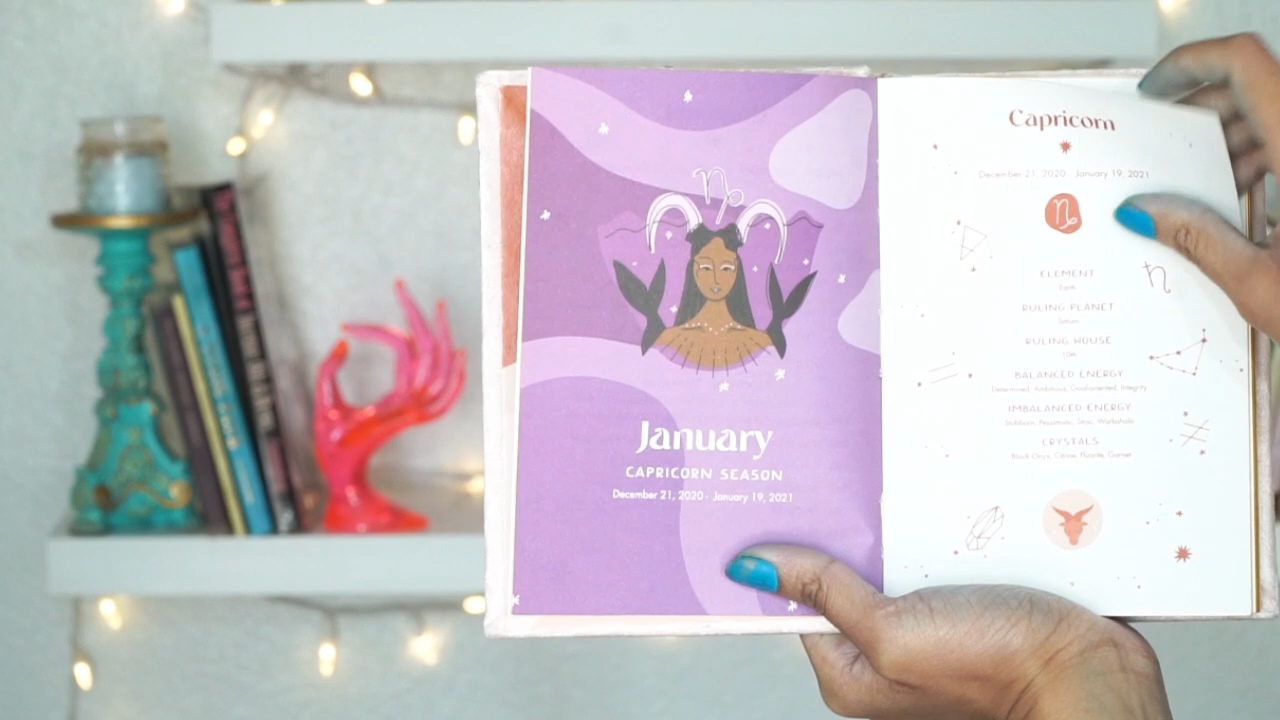 January
CAPRICORN SEASON
December 21, 2020 - January 19, 2021
Capricorn
December 21, 2020 - January 19, 2021
ELEMENT
Earth
RULING PLANET
Saturn
RULING HOUSE
10th
BALANCED ENERGY
Determined, Ambitious, Goal-oriented, Integrity
IMBALANCED ENERGY
Stubborn, Pessimistic, Workaholic
CRYSTALS
Black Onyx, Citrine, Fluorite, Garnet